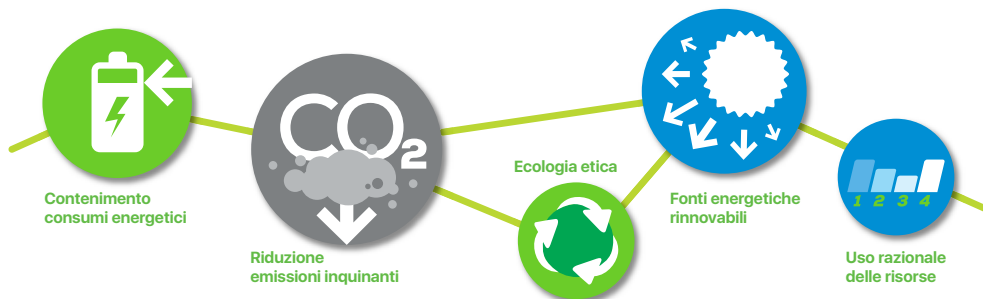 Contenimento
consumi energetici
CO2
Riduzione
emissioni inquinanti
Ecologia etica
Fonti energetiche
rinnovabili
1 2 3 4
Uso razionale
delle risorse